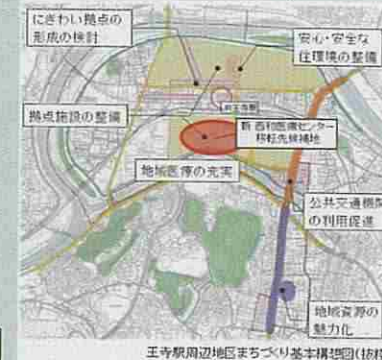 にぎわい拠点の
形成の検討
安心・安全な
住環境の整備
拠点施設の整備
王寺駅
新 西和医療センター
移転先候補地
地域医療の充実
公共交通機関
の利用促進
地域資源の
魅力化
王寺駅周辺地区まちづくり基本構想図(抜粋